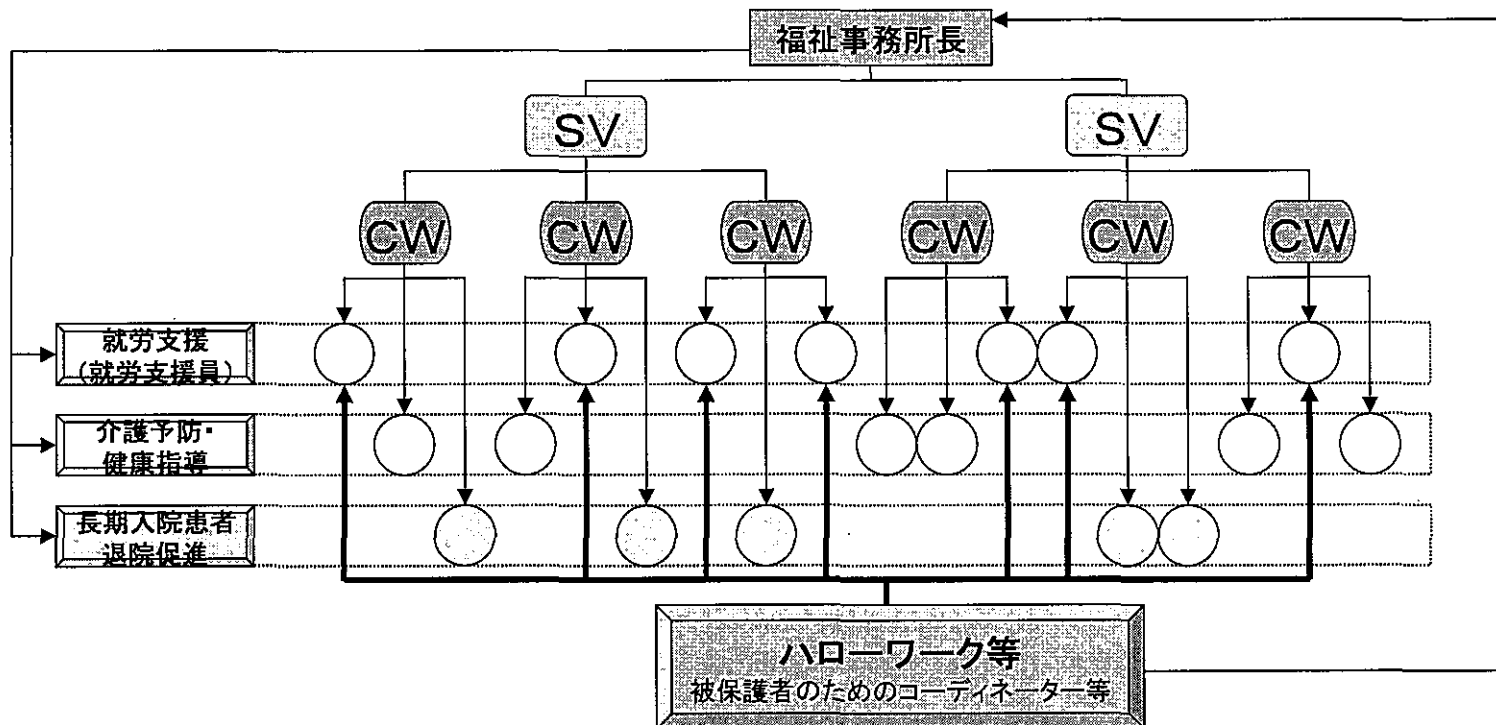 福祉事務所長
SV
SV
CW
CW
CW
CW
CW
CW
就労支援
(就労支援員)
介護予防・
健康指導
長期入院患者
退院促進
ハローワーク等
被保護者のためのコーディネーター等